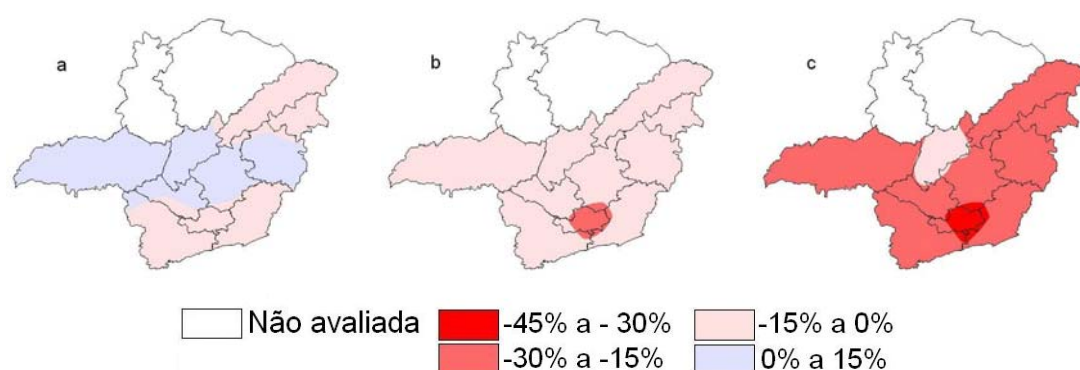 a
b
c
Não avaliada
-45% a - 30%
-15% a 0%
-30% a -15%
0% a 15%